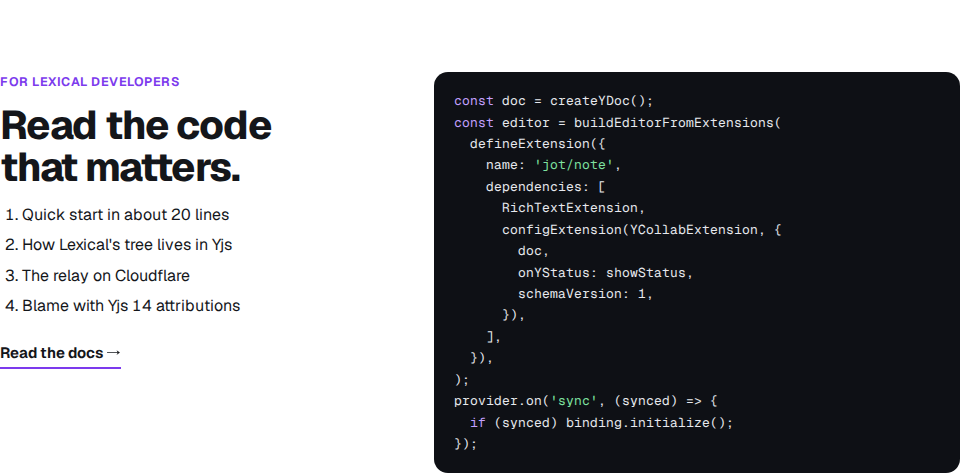 FOR LEXICAL DEVELOPERS
Read the code
that matters.
1. Quick start in about 20 lines
2. How Lexical's tree lives in Yjs
3. The relay on Cloudflare
4. Blame with Yjs 14 attributions
Read the docs →
const doc = createYDoc();
const editor = buildEditorFromExtensions(
  defineExtension({
    name: 'jot/note',
    dependencies: [
      RichTextExtension,
      configExtension(YCollabExtension, {
        doc,
        onYStatus: showStatus,
        schemaVersion: 1,
      }),
    ],
  }),
);
provider.on('sync', (synced) => {
  if (synced) binding.initialize();
});